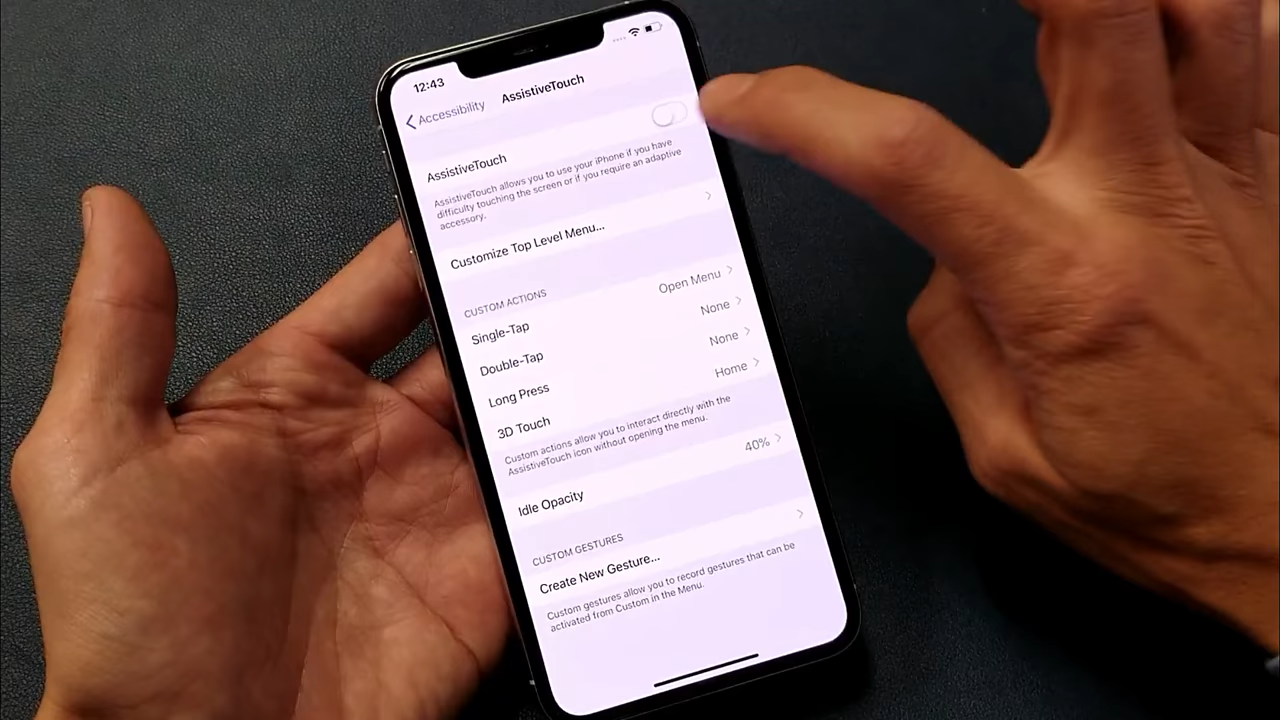 12:43
Accessibility
AssistiveTouch
AssistiveTouch
AssistiveTouch allows you to use your iPhone if you have
difficulty touching the screen or if you require an adaptive
accessory.
Customize Top Level Menu...
CUSTOM ACTIONS
Single-Tap Open Menu
Double-Tap None
Long Press None
3D Touch Home
Custom actions allow you to interact directly with the
AssistiveTouch icon without opening the menu.
Idle Opacity 40%
CUSTOM GESTURES
Create New Gesture...
Custom gestures allow you to record gestures that can be
activated from Custom in the Menu.